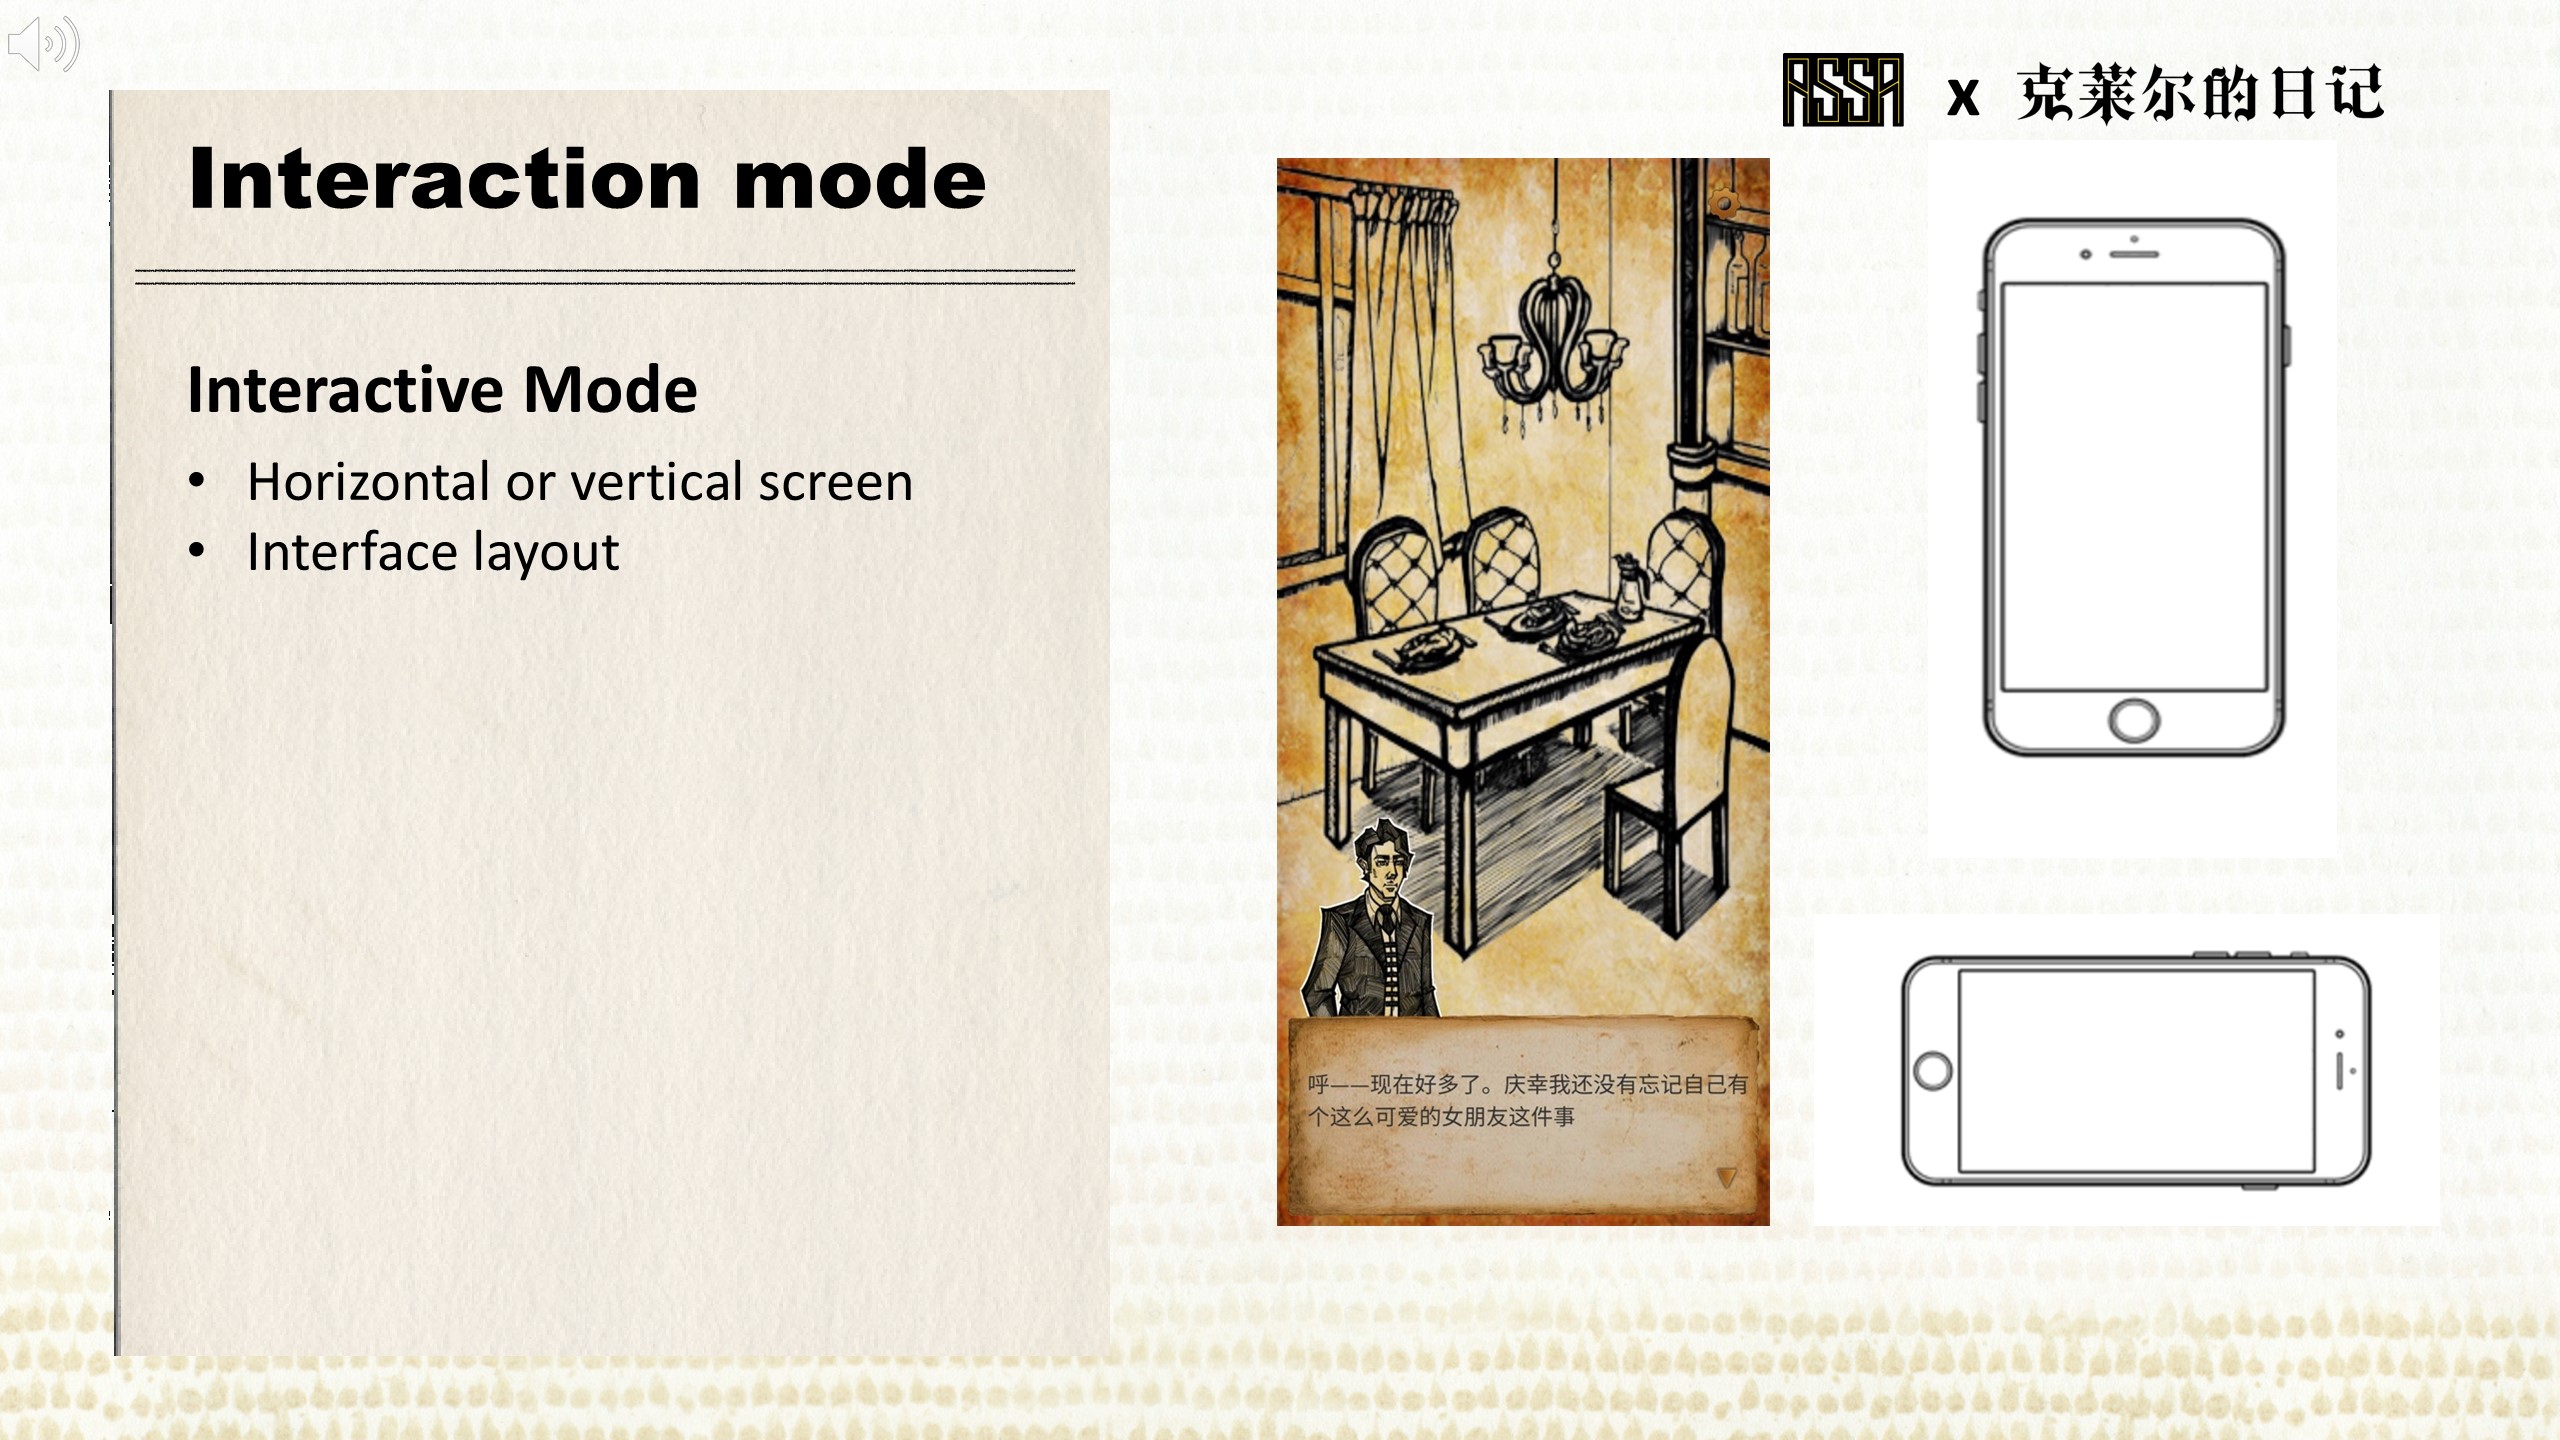 ASSA x 克莱尔的日记
Interaction mode
Interactive Mode
• Horizontal or vertical screen
• Interface layout
呼——现在好多了。庆幸我还没有忘记自己有
个这么可爱的女朋友这件事